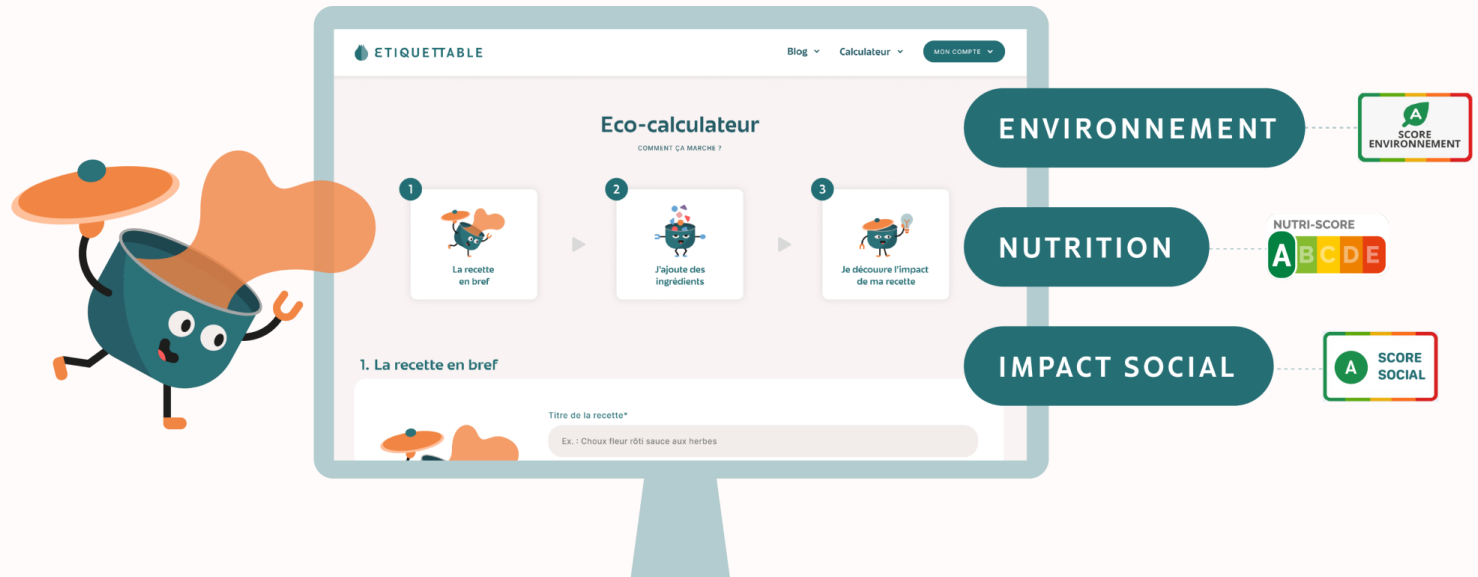 ETIQUETTABLE
Blog
Calculateur
MON COMPTE
Eco-calculateur
COMMENT ÇA MARCHE ?
1
La recette
en bref
2
J'ajoute des
ingrédients
3
Je découvre l'impact
de ma recette
1. La recette en bref
Titre de la recette*
Ex. : Choux fleur rôti sauce aux herbes
ENVIRONNEMENT
A
SCORE
ENVIRONNEMENT
NUTRITION
NUTRI-SCORE
A B C D E
IMPACT SOCIAL
A
SCORE
SOCIAL